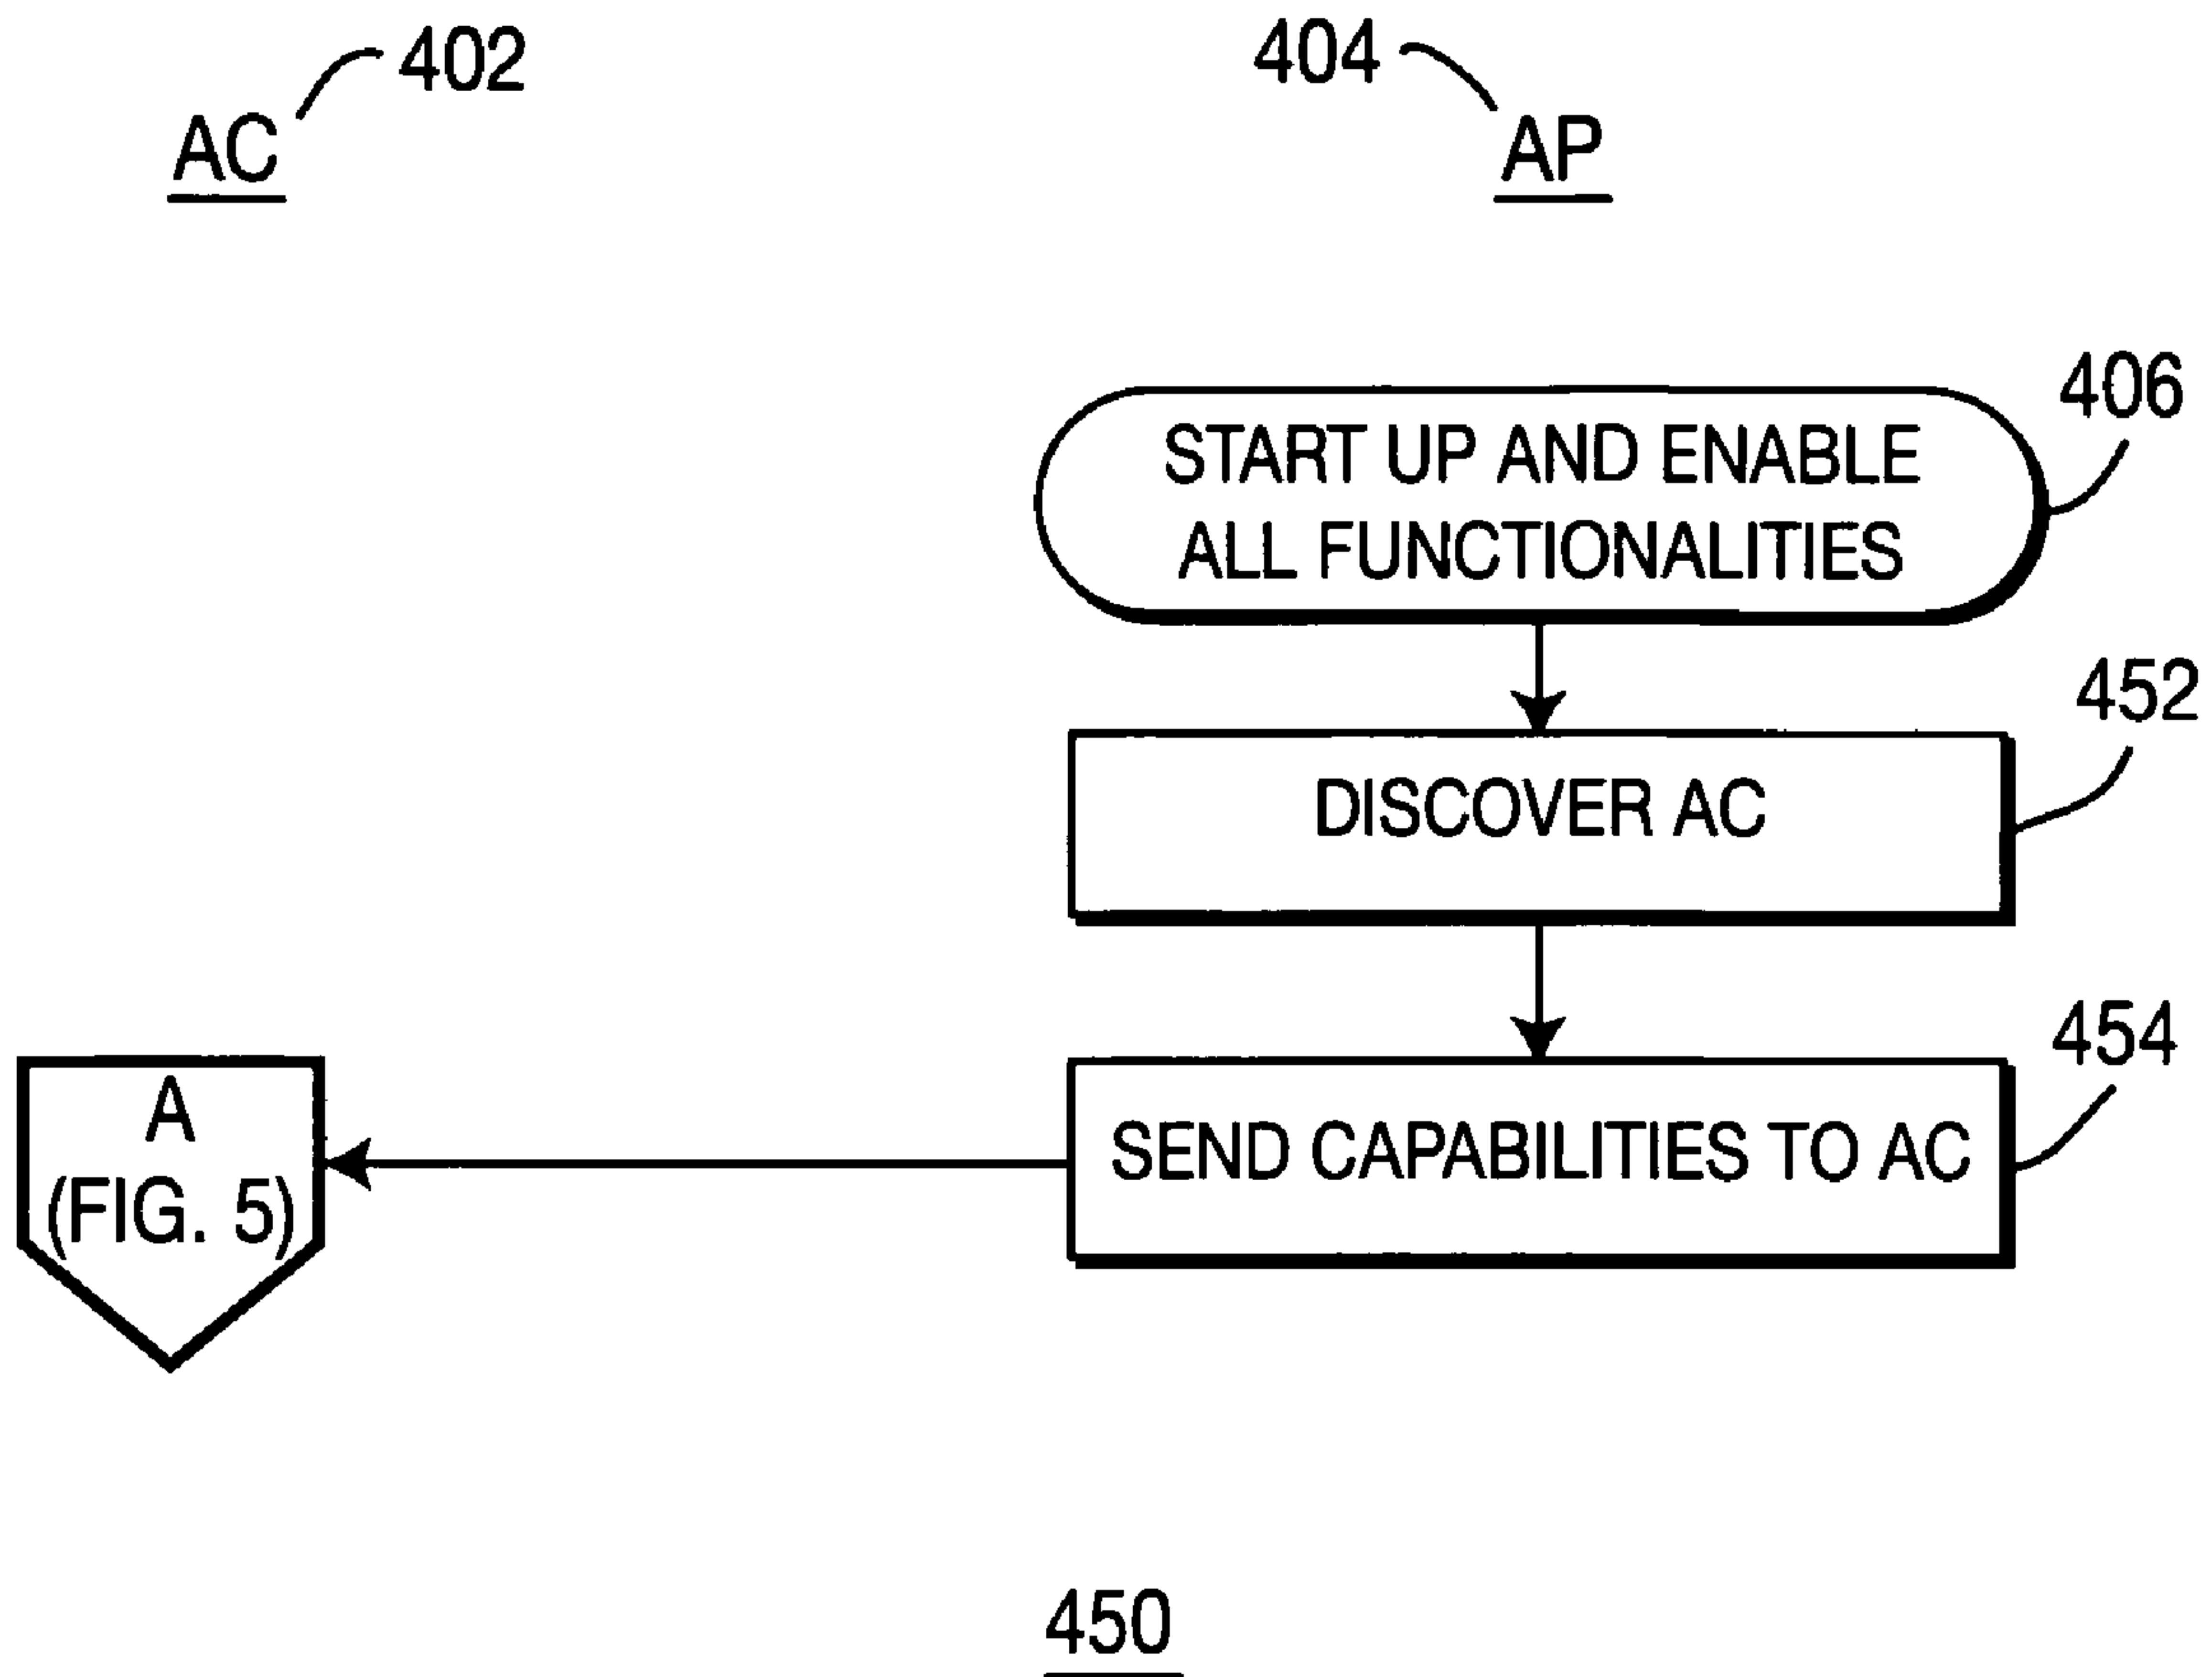 402
404
AC
AP
406
START UP AND ENABLE
ALL FUNCTIONALITIES
452
DISCOVER AC
454
A
(FIG. 5)
SEND CAPABILITIES TO AC
450